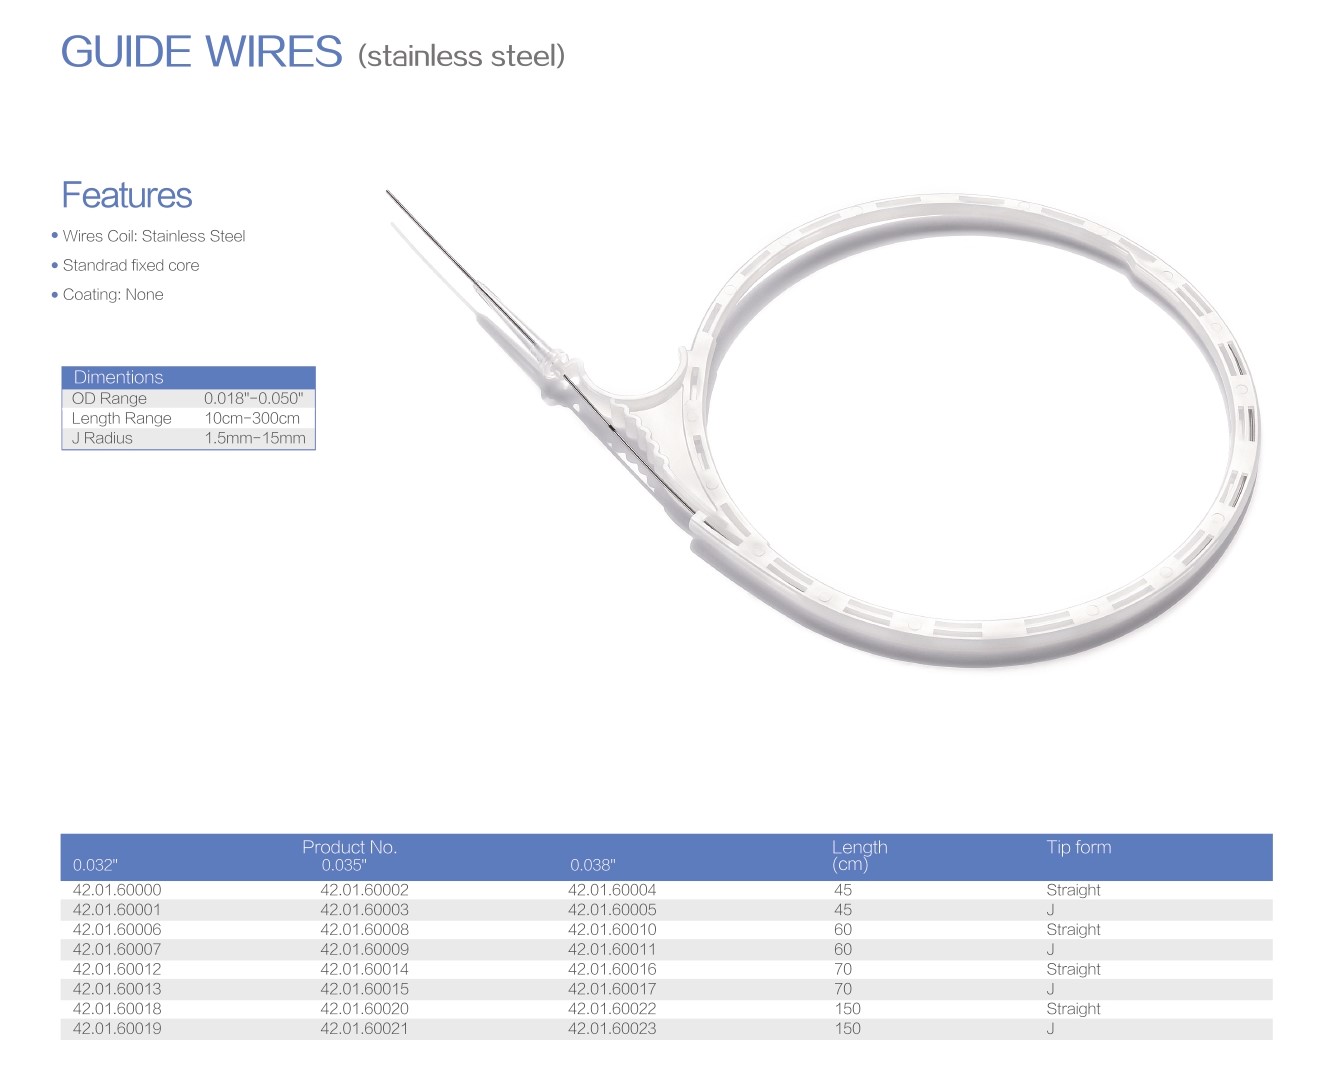 GUIDE WIRES (stainless steel)
Features
• Wires Coil: Stainless Steel
• Standrad fixed core
• Coating: None
Dimentions
OD Range 0.018"-0.050"
Length Range 10cm-300cm
J Radius 1.5mm-15mm
Product No. Length Tip form
0.032" 0.035" 0.038" (cm)
42.01.60000 42.01.60002 42.01.60004 45 Straight
42.01.60001 42.01.60003 42.01.60005 45 J
42.01.60006 42.01.60008 42.01.60010 60 Straight
42.01.60007 42.01.60009 42.01.60011 60 J
42.01.60012 42.01.60014 42.01.60016 70 Straight
42.01.60013 42.01.60015 42.01.60017 70 J
42.01.60018 42.01.60020 42.01.60022 150 Straight
42.01.60019 42.01.60021 42.01.60023 150 J